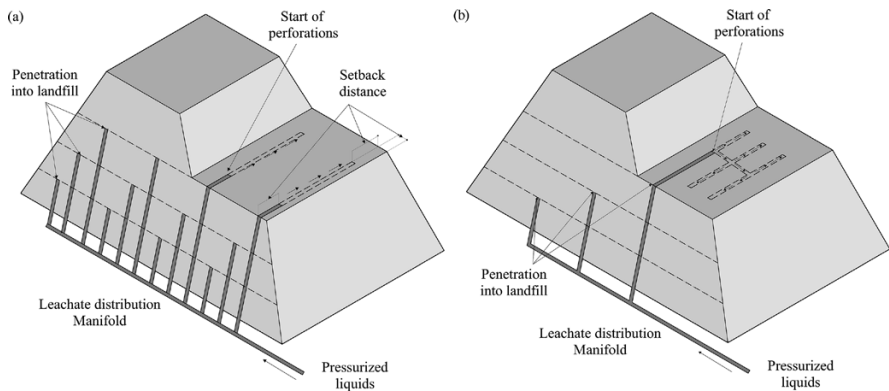 (a)
Start of
perforations
Penetration
into landfill
Setback
distance
Leachate distribution
Manifold
Pressurized
liquids
(b)
Start of
perforations
Penetration
into landfill
Leachate distribution
Manifold
Pressurized
liquids